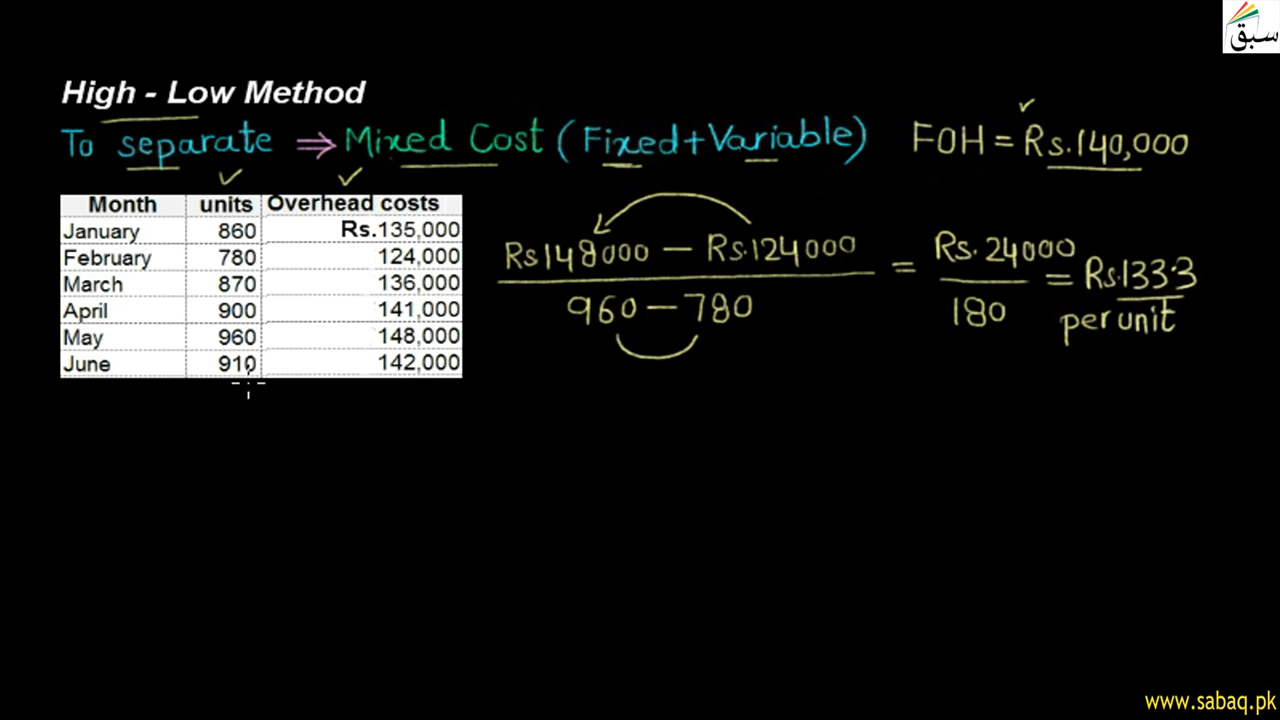 سبق
High - Low Method
To separate ⇒ Mixed Cost (Fixed+Variable) FOH = Rs.140,000
Month units Overhead costs
January 860 Rs.135,000
February 780 124,000
March 870 136,000
April 900 141,000
May 960 148,000
June 910 142,000
Rs148000 — Rs.124000 = Rs.24000 = Rs.133.3
960 — 780 180 per unit
www.sabaq.pk